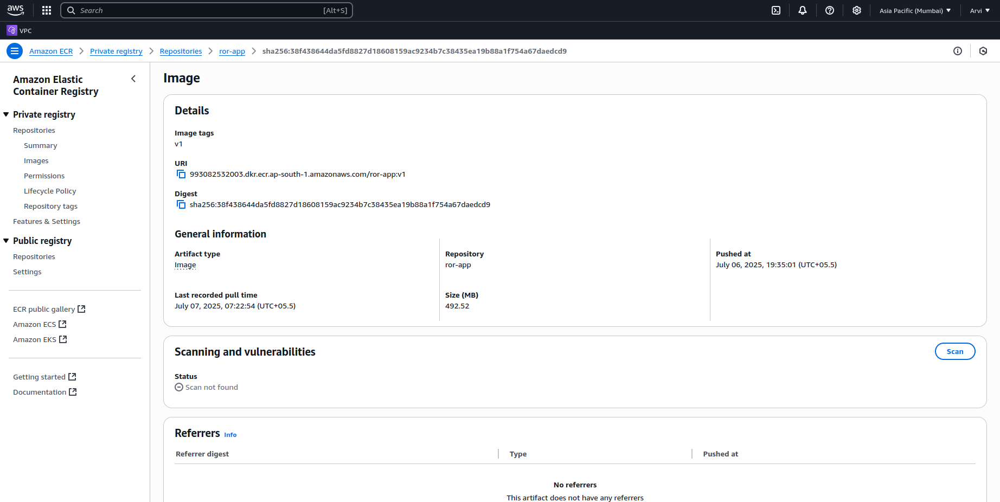 aws
Search [Alt+S]
Asia Pacific (Mumbai)
Arvi
VPC
Amazon ECR
Private registry
Repositories
ror-app
sha256:38f438644da5fd8827d18608159ac9234b7c38435ea19b88a1f754a67daedcd9
Amazon Elastic
Container Registry
Private registry
Repositories
Summary
Images
Permissions
Lifecycle Policy
Repository tags
Features & Settings
Public registry
Repositories
Settings
ECR public gallery
Amazon ECS
Amazon EKS
Getting started
Documentation
Image
Details
Image tags
v1
URI
993082532003.dkr.ecr.ap-south-1.amazonaws.com/ror-app:v1
Digest
sha256:38f438644da5fd8827d18608159ac9234b7c38435ea19b88a1f754a67daedcd9
General information
Artifact type
Image
Repository
ror-app
Pushed at
July 06, 2025, 19:35:01 (UTC+05.5)
Last recorded pull time
July 07, 2025, 07:22:54 (UTC+05.5)
Size (MB)
492.52
Scanning and vulnerabilities
Scan
Status
Scan not found
Referrers Info
Referrer digest
Type
Pushed at
No referrers
This artifact does not have any referrers